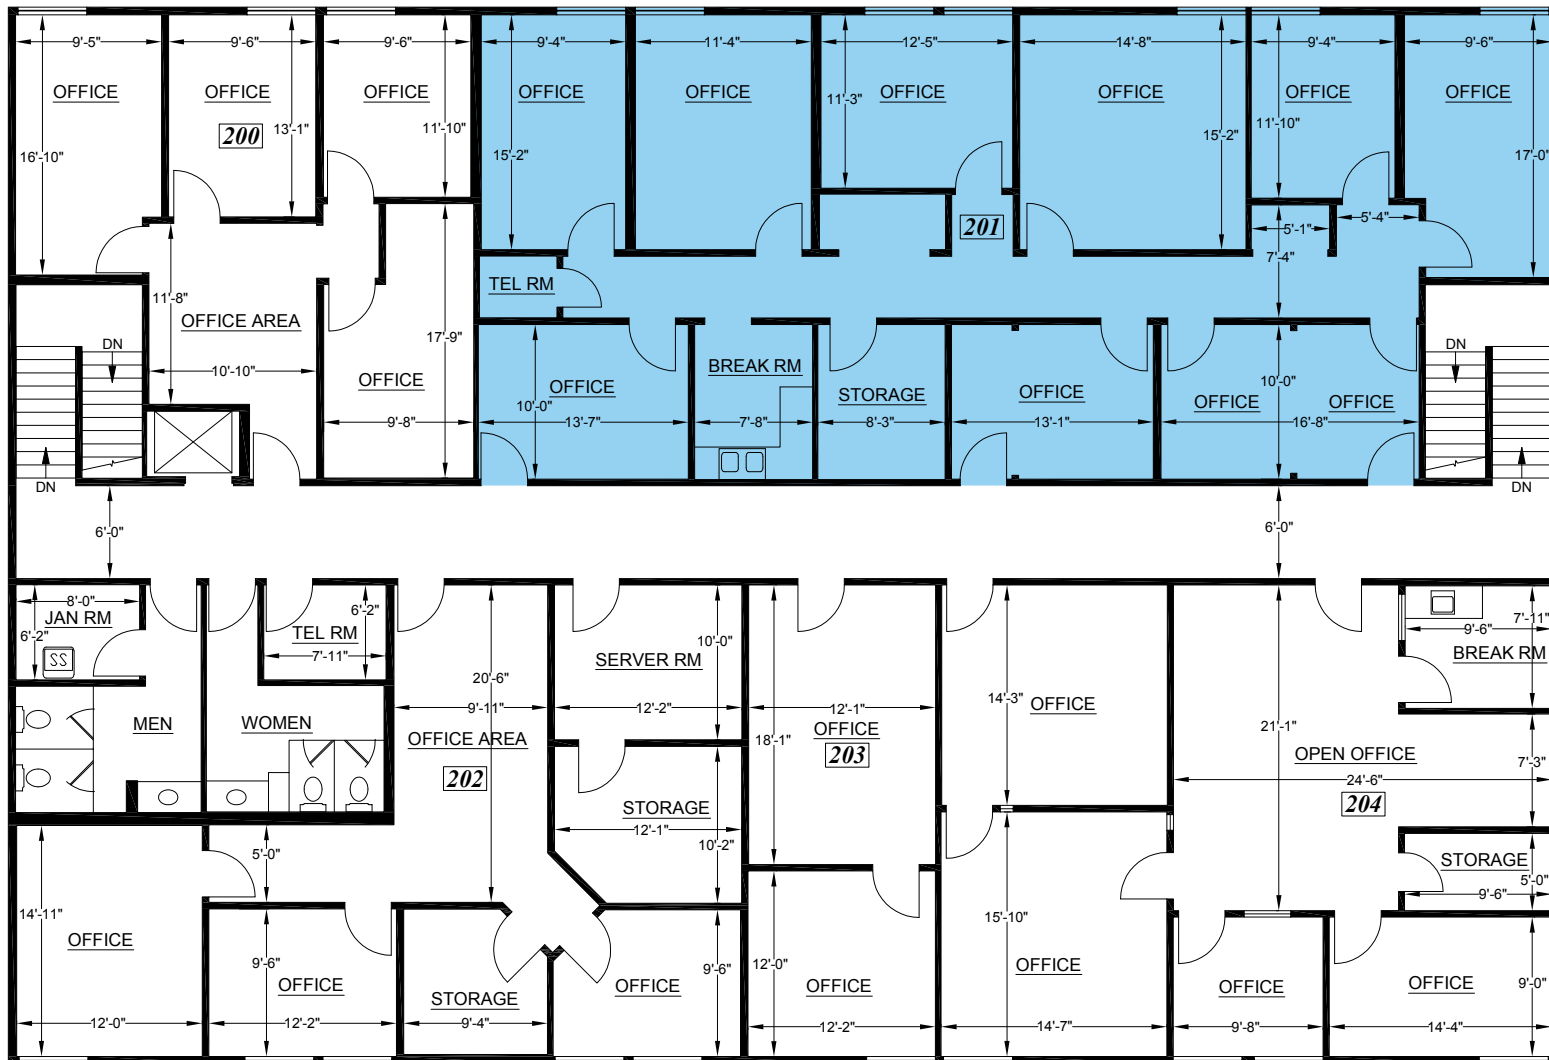 9'-5"
9'-6"
9'-6"
9'-4"
11'-4"
12'-5"
14'-8"
9'-4"
9'-6"
OFFICE
OFFICE
OFFICE
OFFICE
OFFICE
OFFICE
OFFICE
OFFICE
OFFICE
200
13'-1"
11'-10"
11'-3"
11'-10"
16'-10"
15'-2"
15'-2"
17'-0"
201
5'-1"
5'-4"
7'-4"
11'-8"
TEL RM
OFFICE AREA
17'-9"
DN
DN
10'-10"
OFFICE
OFFICE
BREAK RM
STORAGE
OFFICE
10'-0"
OFFICE
OFFICE
9'-8"
10'-0"
13'-7"
7'-8"
8'-3"
13'-1"
16'-8"
DN
DN
6'-0"
6'-0"
8'-0"
JAN RM
6'-2"
6'-2"
TEL RM
7'-11"
10'-0"
SERVER RM
7'-11"
9'-6"
BREAK RM
20'-6"
9'-11"
12'-2"
12'-1"
14'-3"
OFFICE
MEN
WOMEN
OFFICE AREA
OFFICE
21'-1"
18'-1"
203
OPEN OFFICE
7'-3"
202
24'-6"
204
STORAGE
12'-1"
10'-2"
5'-0"
STORAGE
5'-0"
9'-6"
14'-11"
15'-10"
OFFICE
9'-6"
9'-6"
12'-0"
OFFICE
9'-0"
OFFICE
STORAGE
OFFICE
OFFICE
OFFICE
OFFICE
12'-0"
12'-2"
9'-4"
12'-2"
14'-7"
9'-8"
14'-4"